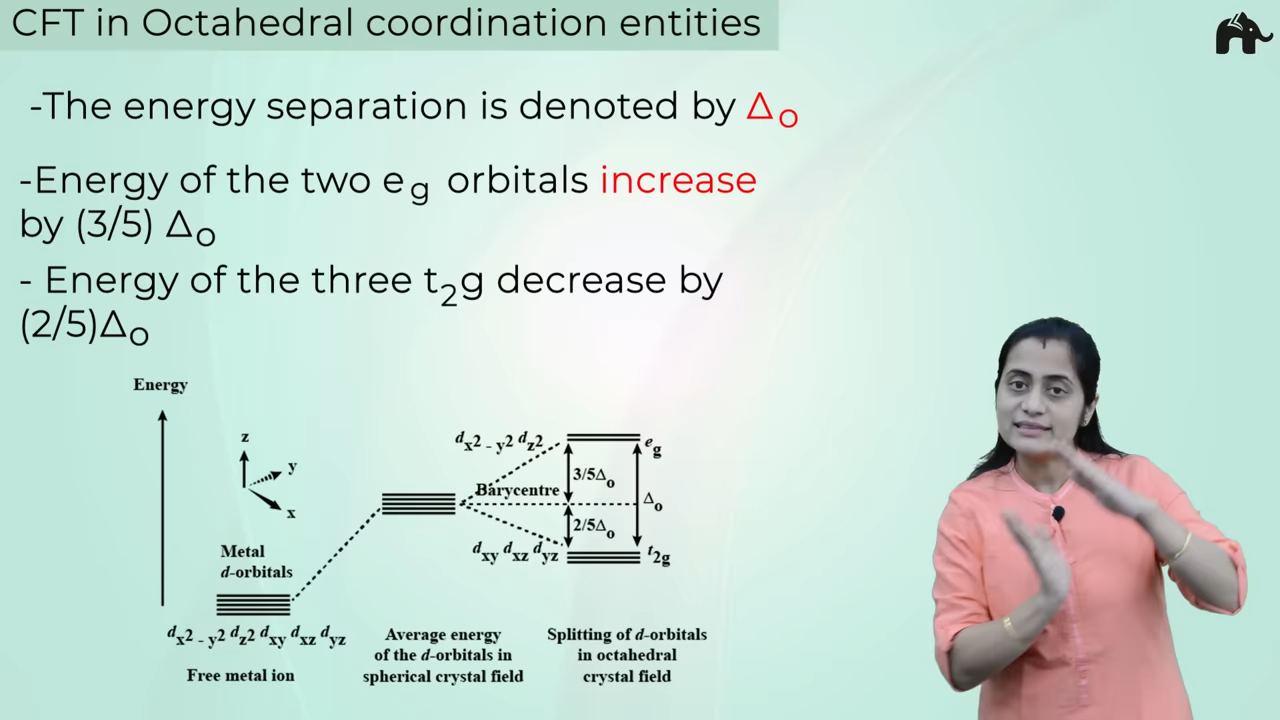 CFT in Octahedral coordination entities
-The energy separation is denoted by Δo
-Energy of the two eg orbitals increase
by (3/5) Δo
- Energy of the three t2g decrease by
(2/5)Δo
Energy
z
y
x
Metal
d-orbitals
dx2 - y2 dz2 dxy dxz dyz
Free metal ion
Average energy
of the d-orbitals in
spherical crystal field
dx2 - y2 dz2
eg
3/5Δo
Barycentre
Δo
2/5Δo
dxy dxz dyz
t2g
Splitting of d-orbitals
in octahedral
crystal field